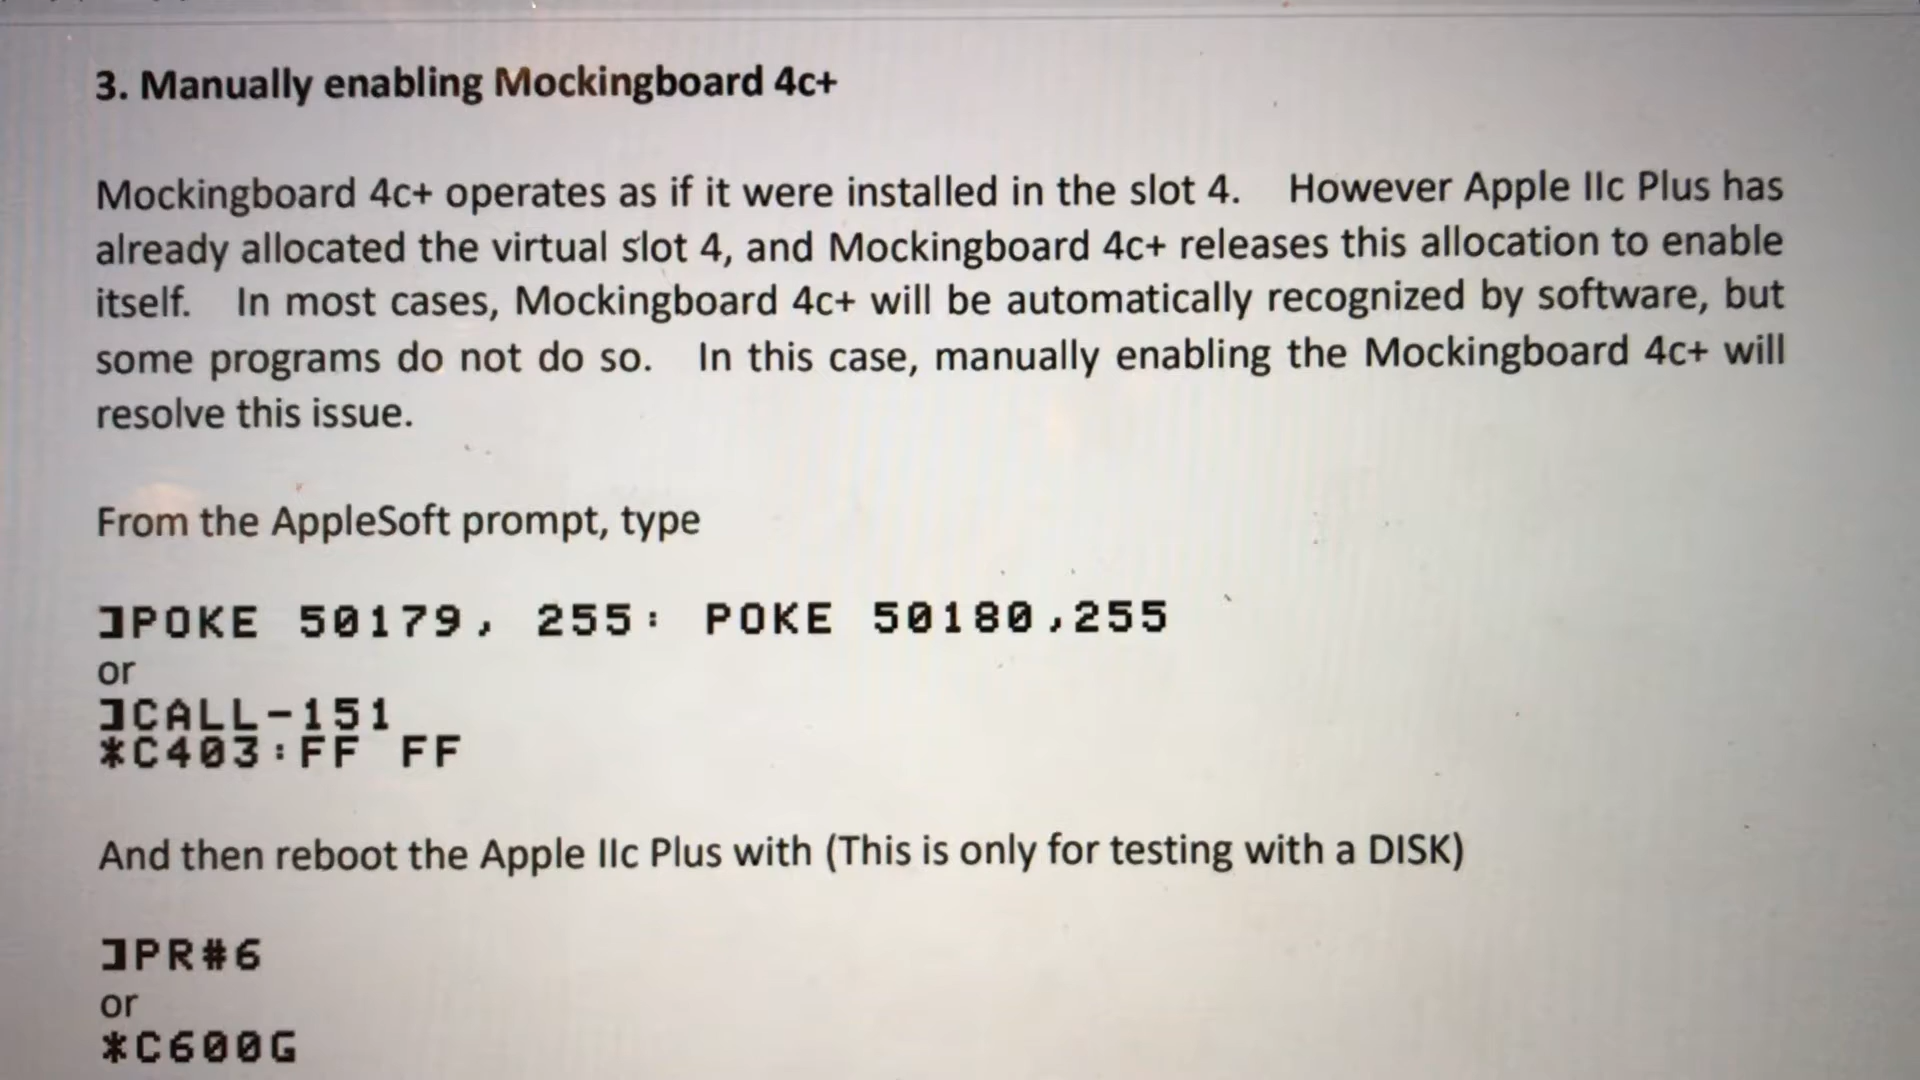 3. Manually enabling Mockingboard 4c+
Mockingboard 4c+ operates as if it were installed in the slot 4. However Apple IIc Plus has
already allocated the virtual slot 4, and Mockingboard 4c+ releases this allocation to enable
itself. In most cases, Mockingboard 4c+ will be automatically recognized by software, but
some programs do not do so. In this case, manually enabling the Mockingboard 4c+ will
resolve this issue.
From the AppleSoft prompt, type
]POKE 50179, 255: POKE 50180,255
or
]CALL-151
*C403:FF FF
And then reboot the Apple IIc Plus with (This is only for testing with a DISK)
]PR#6
or
*C600G